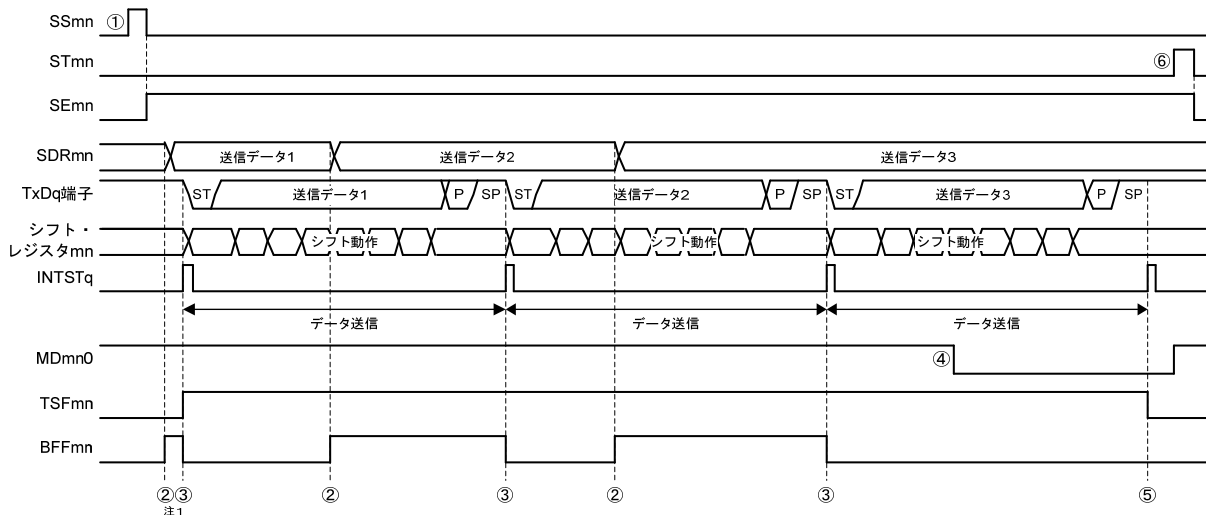 SSmn ①
STmn ⑥
SEmn
SDRmn 送信データ1 送信データ2 送信データ3
TxDq端子 ST 送信データ1 P SP ST 送信データ2 P SP ST 送信データ3 P SP
シフト・
レジスタmn シフト動作 シフト動作 シフト動作
INTSTq
データ送信 データ送信 データ送信
MDmn0 ④
TSFmn
BFFmn
②③ ② ③ ② ③ ⑤
注1